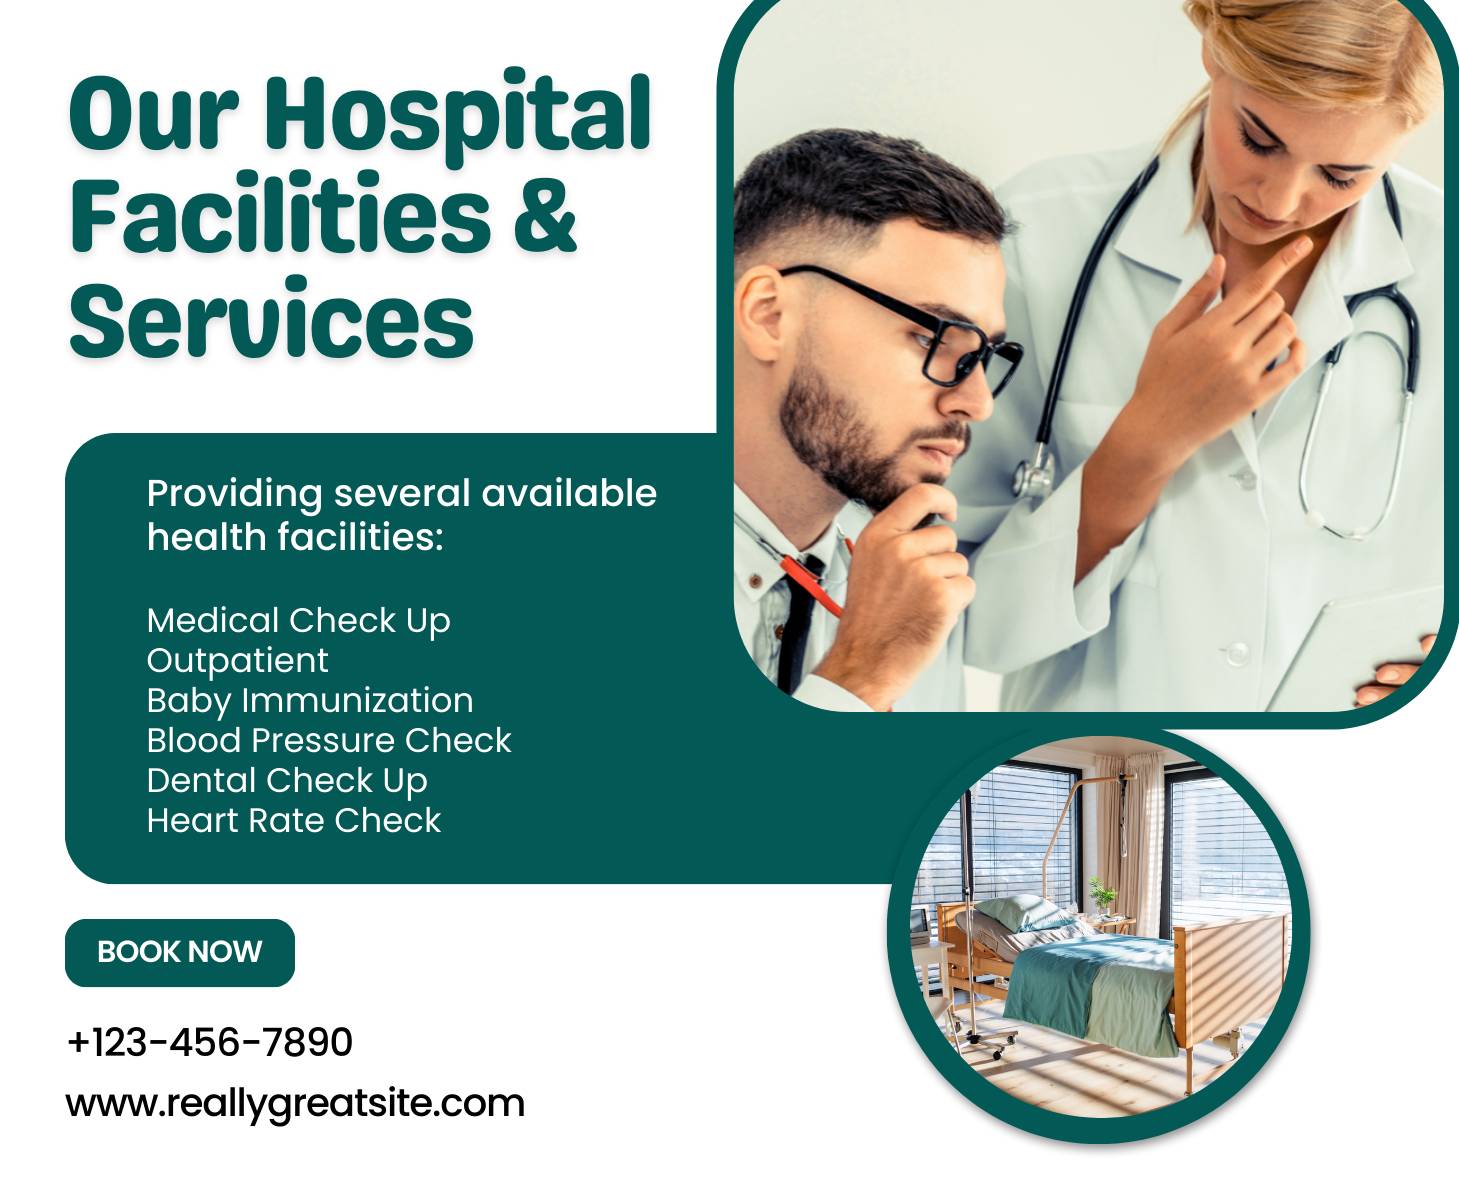 Our Hospital
Facilities &
Services
Providing several available
health facilities:
Medical Check Up
Outpatient
Baby Immunization
Blood Pressure Check
Dental Check Up
Heart Rate Check
BOOK NOW
+123-456-7890
www.reallygreatsite.com